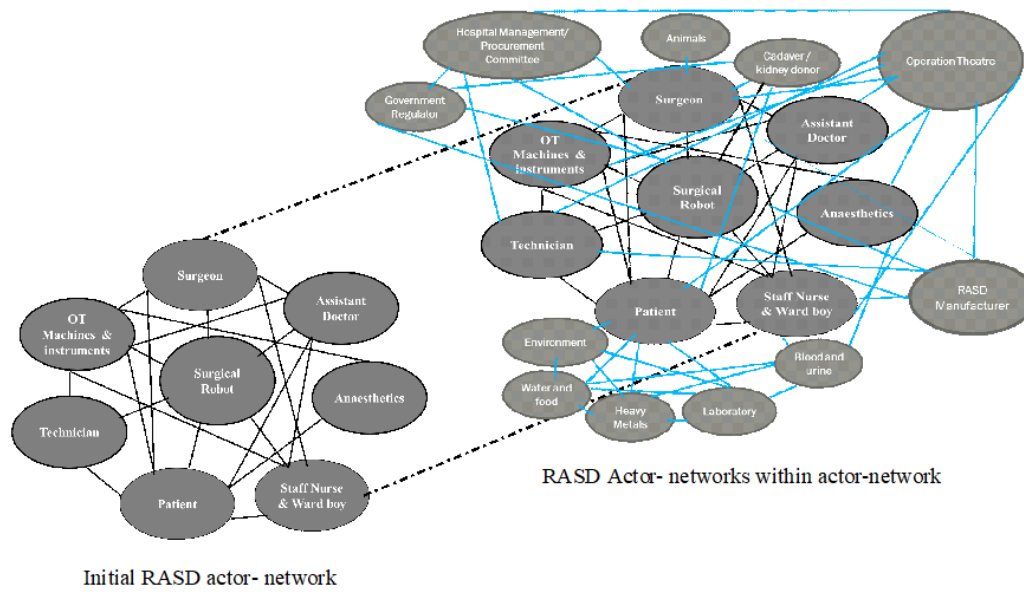 Hospital Management/
Procurement
Committee
Animals
Cadaver /
kidney donor
Operation Theatre
Government
Regulator
Surgeon
Assistant
Doctor
OT
Machines &
instruments
Surgical
Robot
Anaesthetics
Technician
RASD
Manufacturer
Patient
Staff Nurse
& Ward boy
Environment
Blood and
urine
Water and
food
Heavy
Metals
Laboratory
RASD Actor- networks within actor-network
Surgeon
Assistant
Doctor
OT
Machines &
instruments
Surgical
Robot
Anaesthetics
Technician
Patient
Staff Nurse
& Ward boy
Initial RASD actor- network